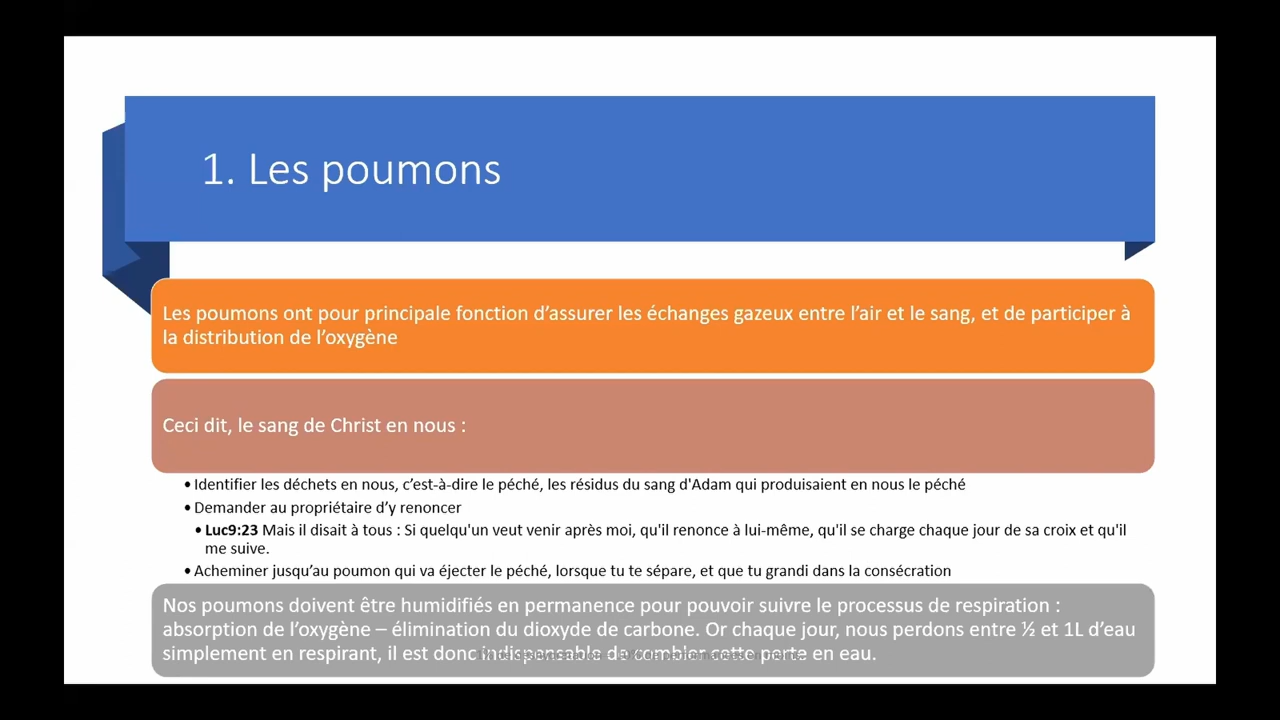 1. Les poumons
Les poumons ont pour principale fonction d’assurer les échanges gazeux entre l’air et le sang, et de participer à
la distribution de l’oxygène
Ceci dit, le sang de Christ en nous :
• Identifier les déchets en nous, c’est-à-dire le péché, les résidus du sang d'Adam qui produisaient en nous le péché
• Demander au propriétaire d’y renoncer
• Luc9:23 Mais il disait à tous : Si quelqu'un veut venir après moi, qu'il renonce à lui-même, qu'il se charge chaque jour de sa croix et qu'il
me suive.
• Acheminer jusqu’au poumon qui va éjecter le péché, lorsque tu te sépare, et que tu grandi dans la consécration
Nos poumons doivent être humidifiés en permanence pour pouvoir suivre le processus de respiration :
absorption de l’oxygène – élimination du dioxyde de carbone. Or chaque jour, nous perdons entre ½ et 1L d’eau
simplement en respirant, il est donc indispensable de combler cette perte en eau.